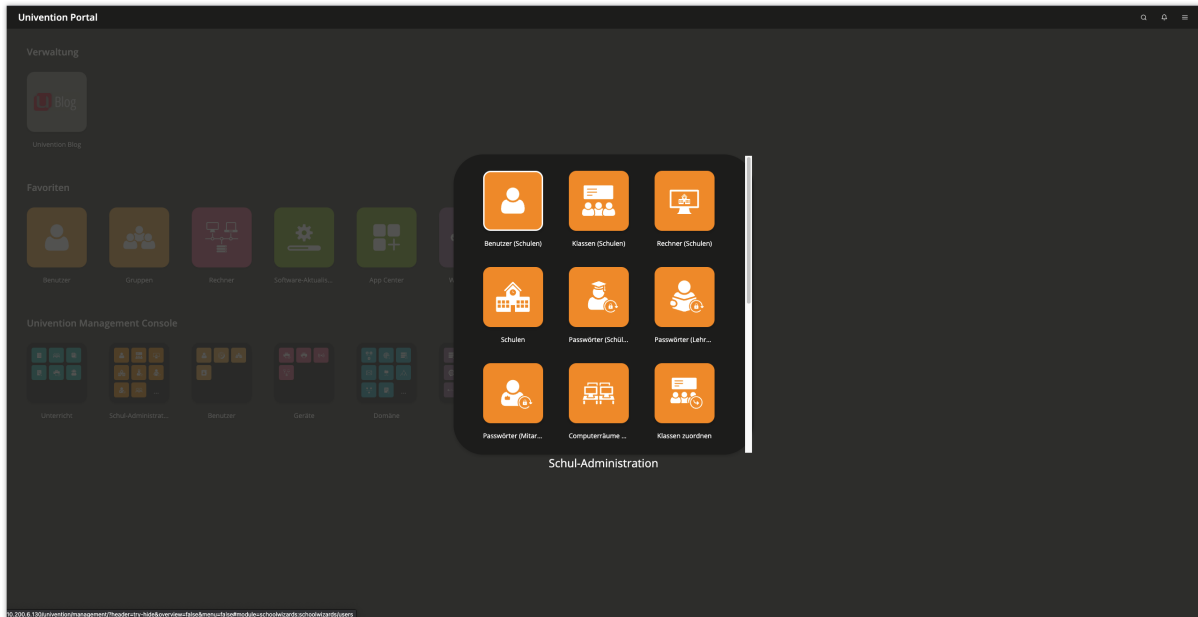 Univention Portal
Verwaltung
Blog
Univention Blog
Favoriten
Benutzer
Gruppen
Rechner
Software-Aktualis...
App Center
Univention Management Console
Unterricht
Schul-Administrat...
Benutzer
Geräte
Domäne
Benutzer (Schulen)
Klassen (Schulen)
Rechner (Schulen)
Schulen
Passwörter (Schül...
Passwörter (Lehr...
Passwörter (Mitar...
Computerräume ...
Klassen zuordnen
Schul-Administration
10.200.6.130/univention/management/?header=try-hide&overview=false&menu=false#module=schoolwizards:schoolwizards/users